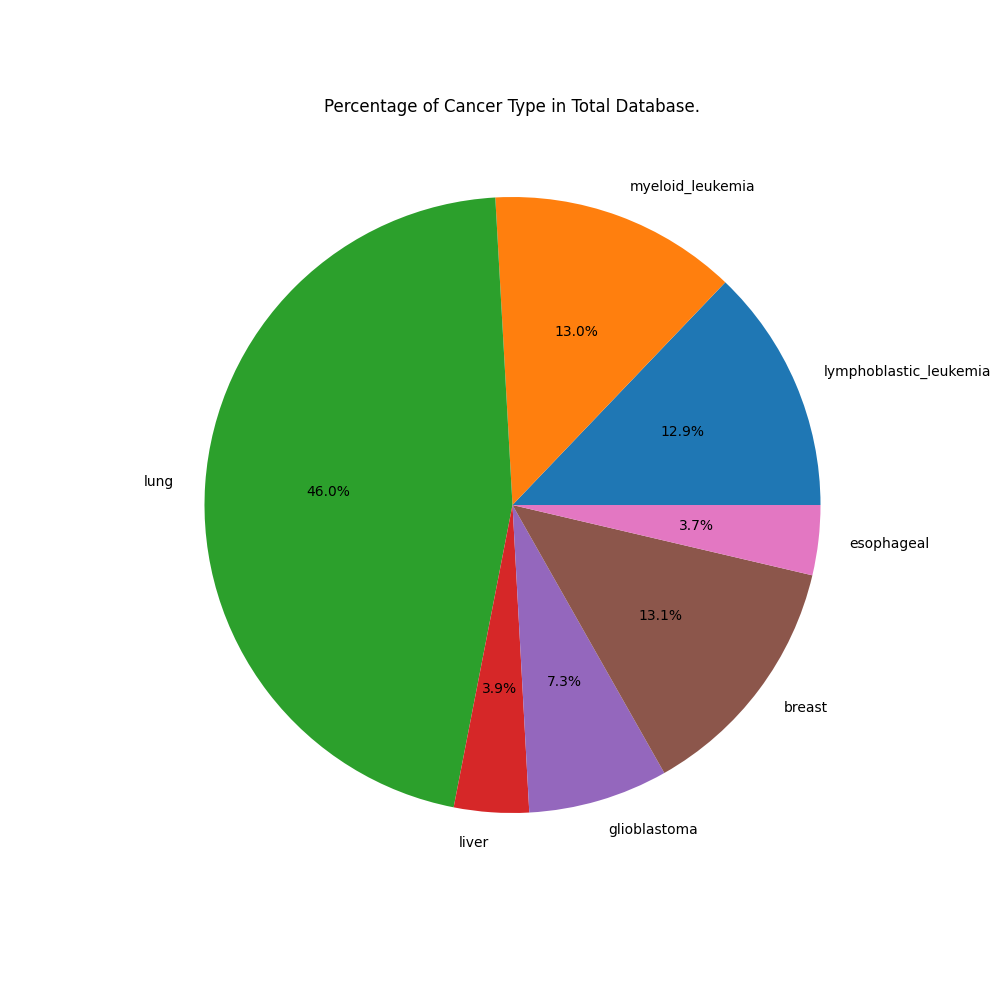 Percentage of Cancer Type in Total Database.
myeloid_leukemia
13.0%
lymphoblastic_leukemia
12.9%
lung
46.0%
3.7%
esophageal
13.1%
breast
7.3%
3.9%
glioblastoma
liver